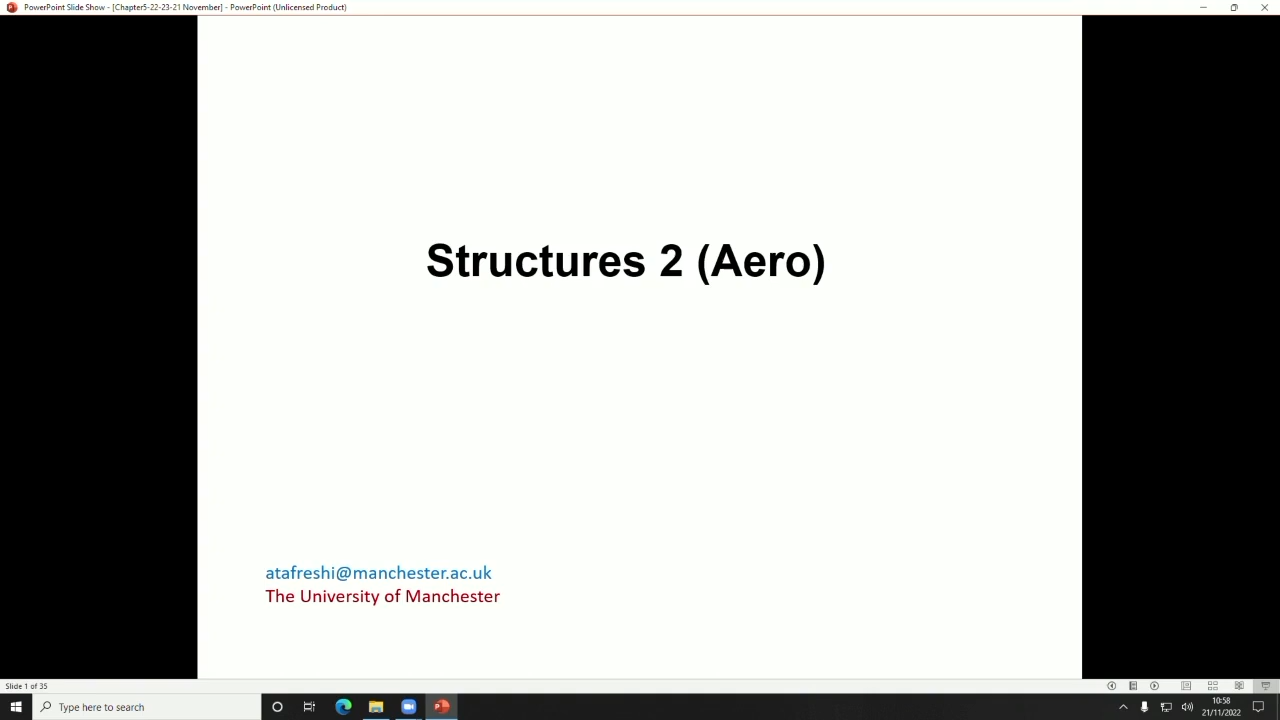 PowerPoint Slide Show - [Chapter5-22-23-21 November] - PowerPoint (Unlicensed Product)
Structures 2 (Aero)
atafreshi@manchester.ac.uk
The University of Manchester
Slide 1 of 35
Type here to search
10:58
21/11/2022